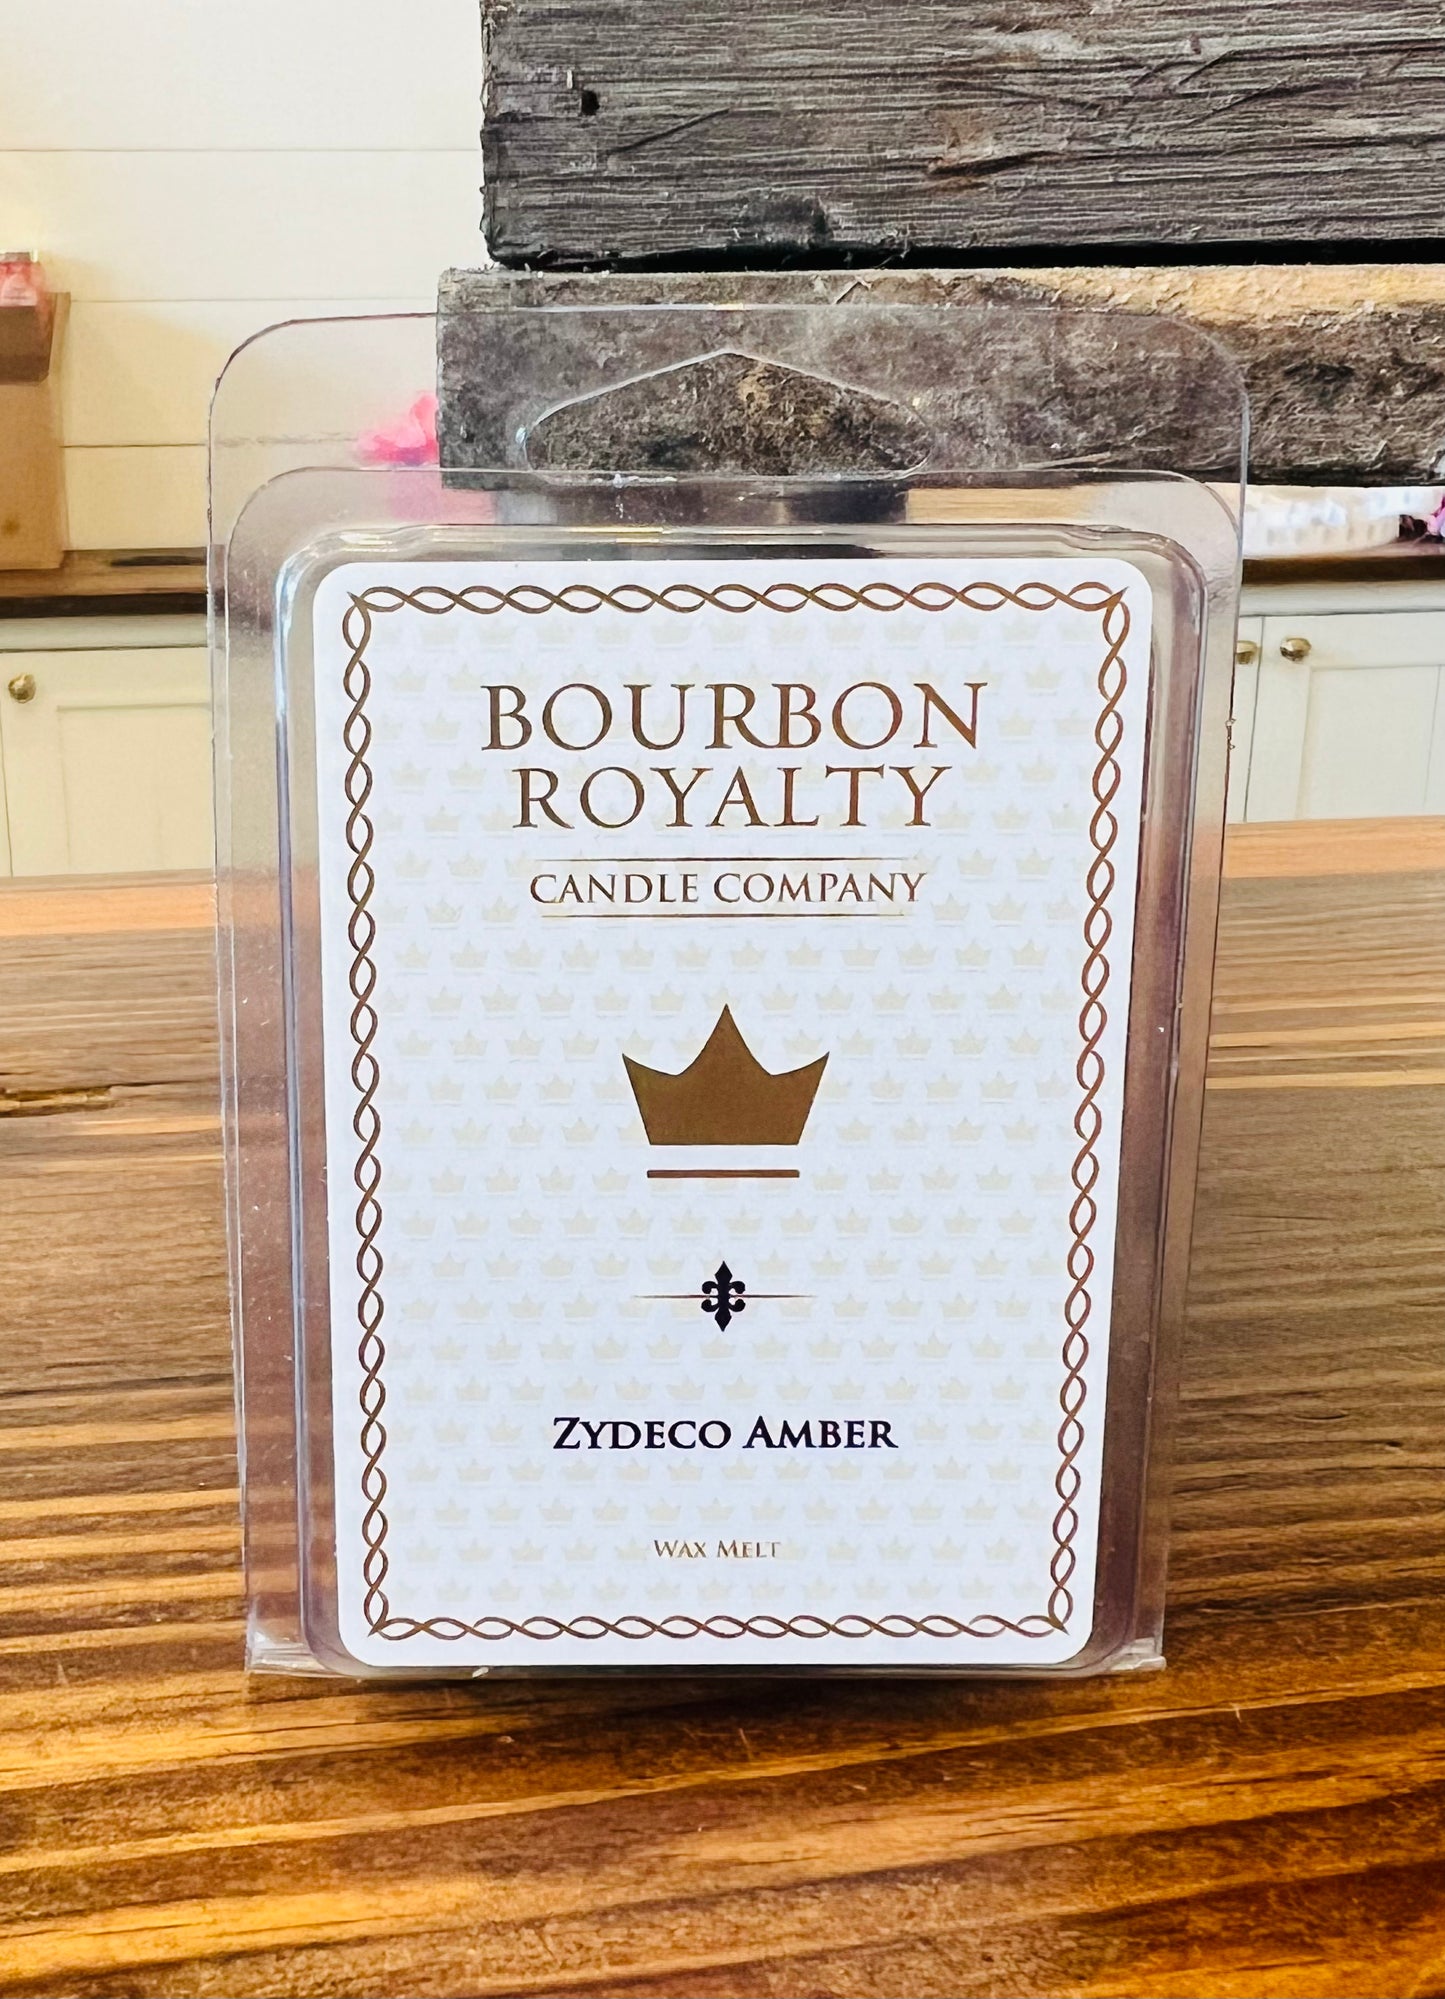 BOURBON
ROYALTY
CANDLE COMPANY
ZYDECO AMBER
WAX MELT